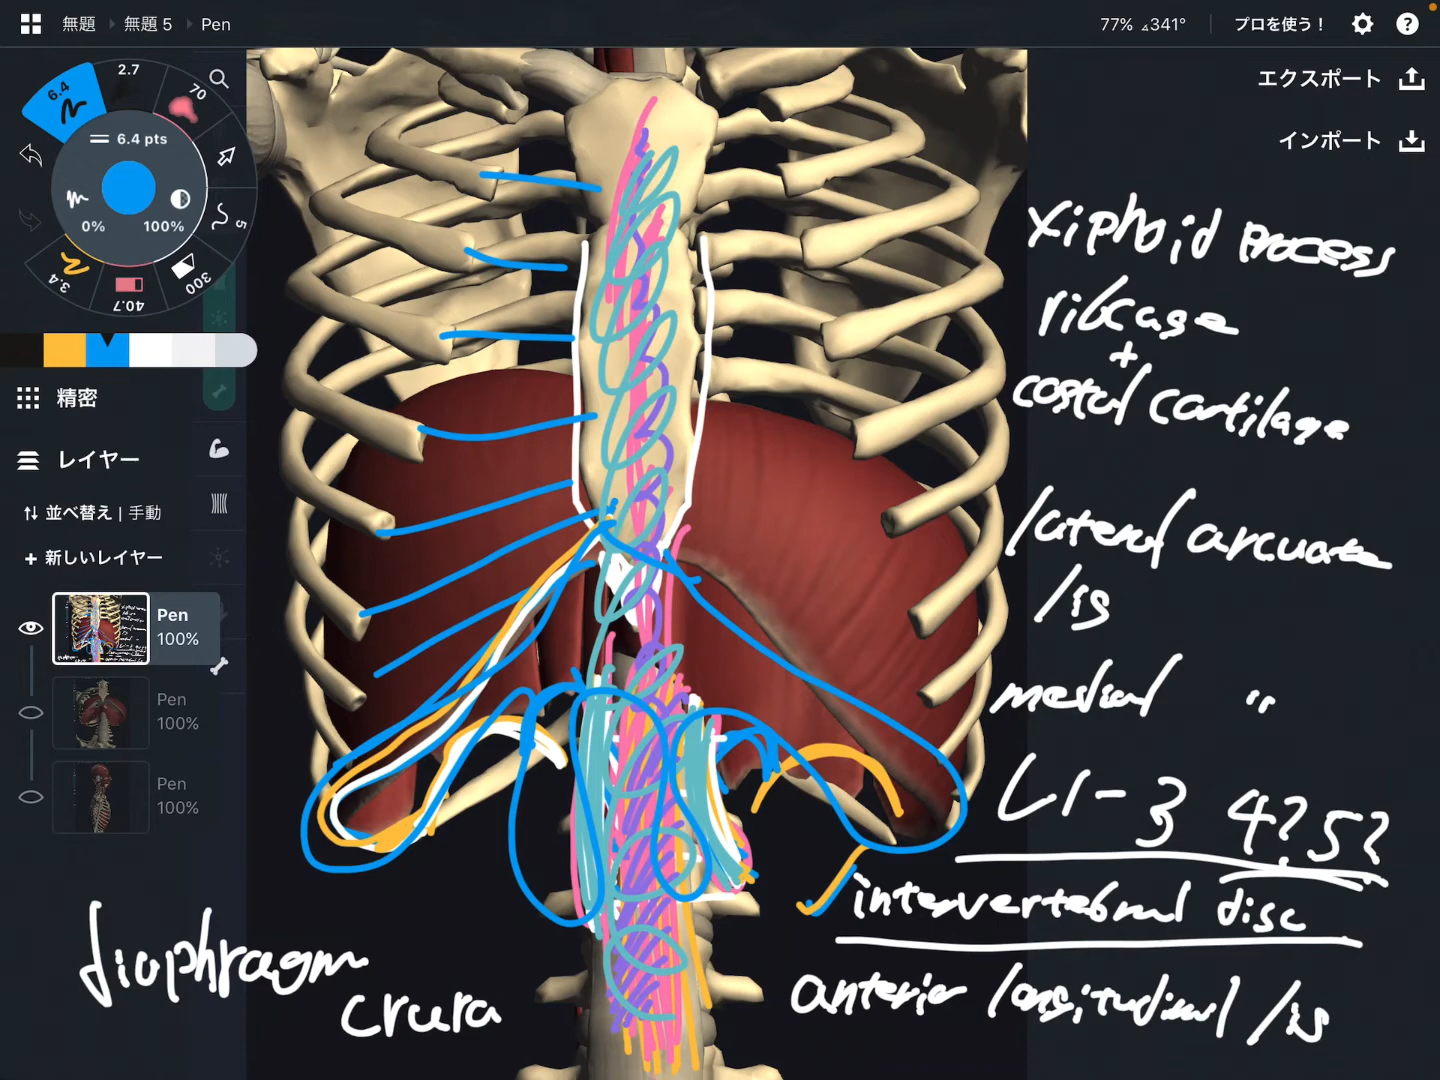 無題 無題 5 Pen 77% ⊿341° プロを使う！
エクスポート
インポート
2.7
6.4
70
6.4 pts
0% 100%
5
3.4
40.7
300
精密
レイヤー
並べ替え | 手動
+ 新しいレイヤー
Pen
100%
Pen
100%
Pen
100%
xiphoid process
ribcage
+
costal cartilage
lateral arcuate
lig
medial "
L1-3 4?5?
intervertebral disc
anterior longitudinal lig
diaphragm
crura